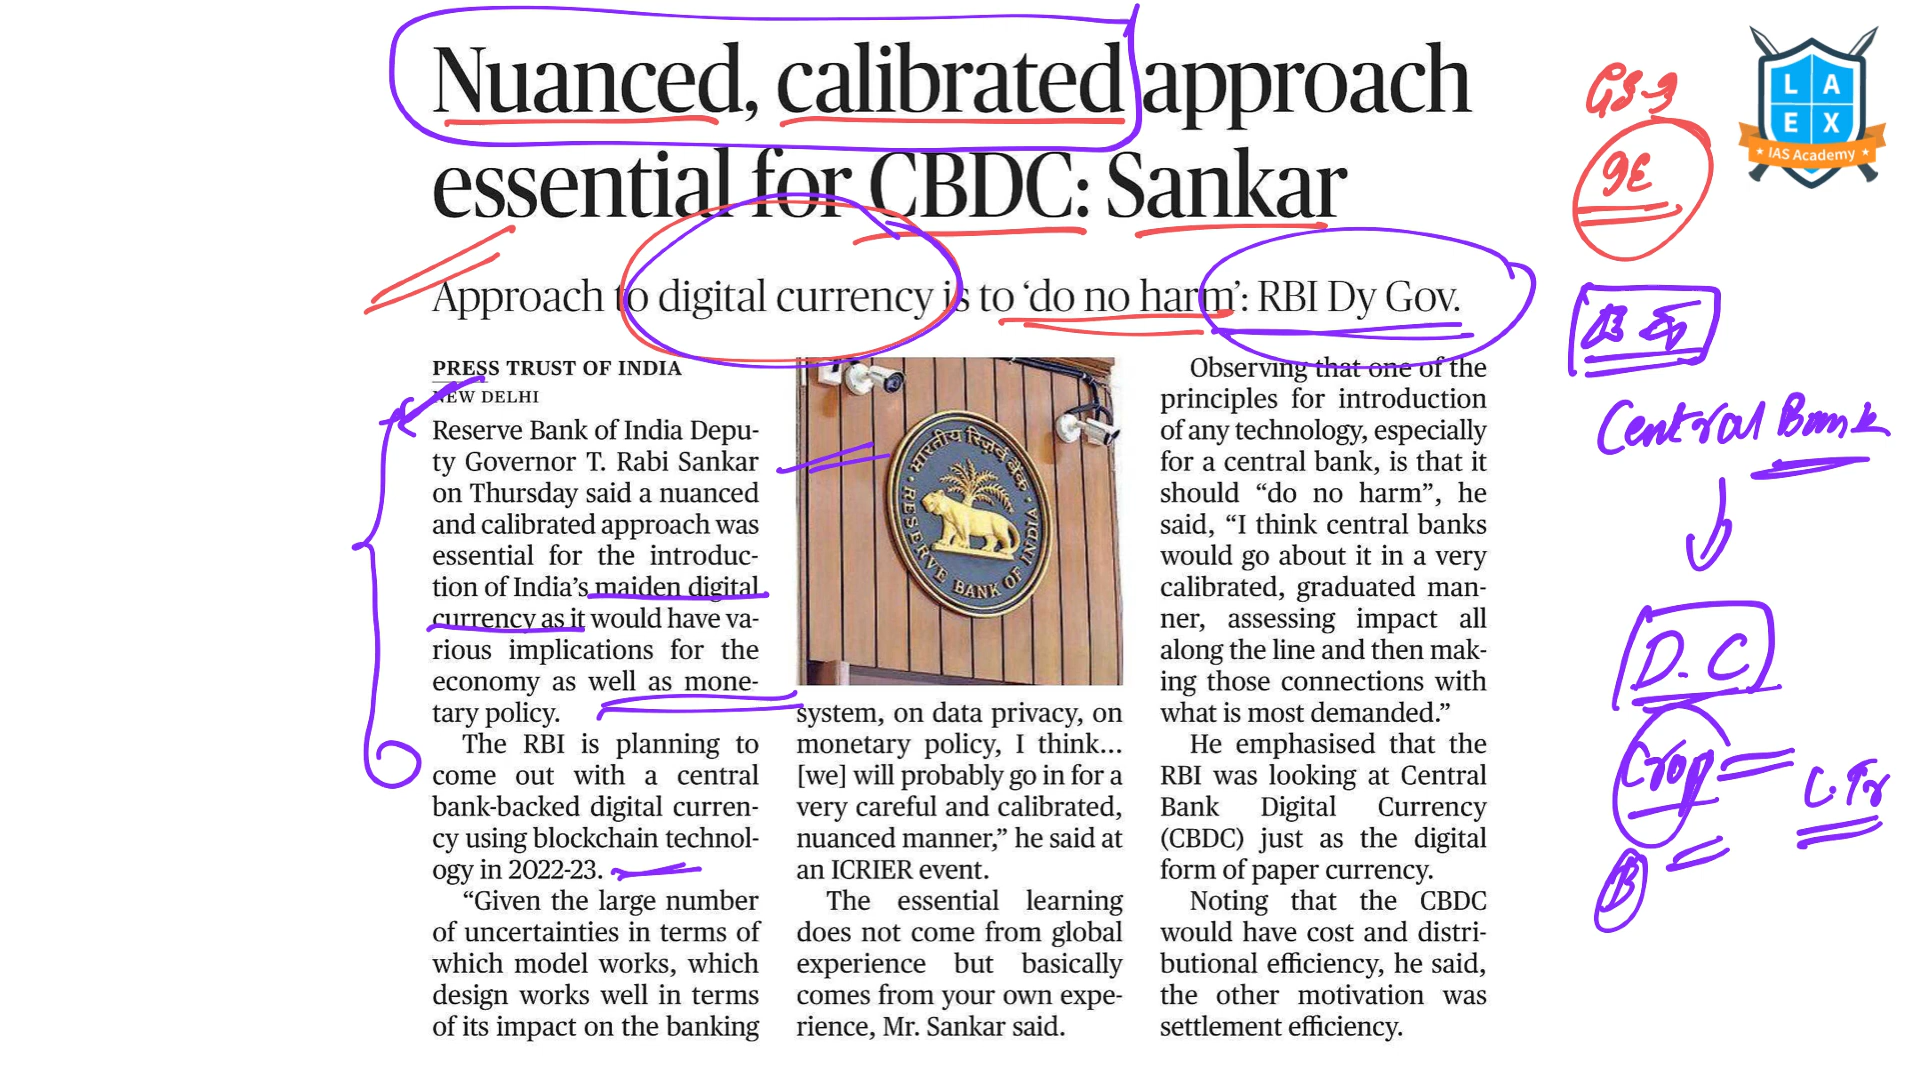 Nuanced, calibrated approach
essential for CBDC: Sankar
Approach to digital currency is to ‘do no harm’: RBI Dy Gov.
PRESS TRUST OF INDIA
NEW DELHI
Reserve Bank of India Depu-
ty Governor T. Rabi Sankar
on Thursday said a nuanced
and calibrated approach was
essential for the introduc-
tion of India’s maiden digital
currency as it would have va-
rious implications for the
economy as well as mone-
tary policy.
The RBI is planning to
come out with a central
bank-backed digital curren-
cy using blockchain technol-
ogy in 2022-23.
“Given the large number
of uncertainties in terms of
which model works, which
design works well in terms
of its impact on the banking
भारतीय रिज़र्व बैंक
RESERVE BANK OF INDIA
system, on data privacy, on
monetary policy, I think...
[we] will probably go in for a
very careful and calibrated,
nuanced manner,” he said at
an ICRIER event.
The essential learning
does not come from global
experience but basically
comes from your own expe-
rience, Mr. Sankar said.
Observing that one of the
principles for introduction
of any technology, especially
for a central bank, is that it
should “do no harm”, he
said, “I think central banks
would go about it in a very
calibrated, graduated man-
ner, assessing impact all
along the line and then mak-
ing those connections with
what is most demanded.”
He emphasised that the
RBI was looking at Central
Bank Digital Currency
(CBDC) just as the digital
form of paper currency.
Noting that the CBDC
would have cost and distri-
butional efficiency, he said,
the other motivation was
settlement efficiency.
GS-3
LA
EX
IAS Academy
Central Bank
D.C
B